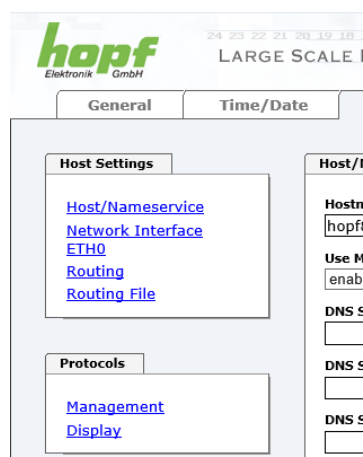 hopf
Elektronik GmbH
24 23 22 21 20 19 18
LARGE SCALE
General
Time/Date
Host Settings
Host/Nameservice
Network Interface
ETH0
Routing
Routing File
Protocols
Management
Display
Host/
Hostn
hopf
Use M
enab
DNS S
DNS S
DNS S